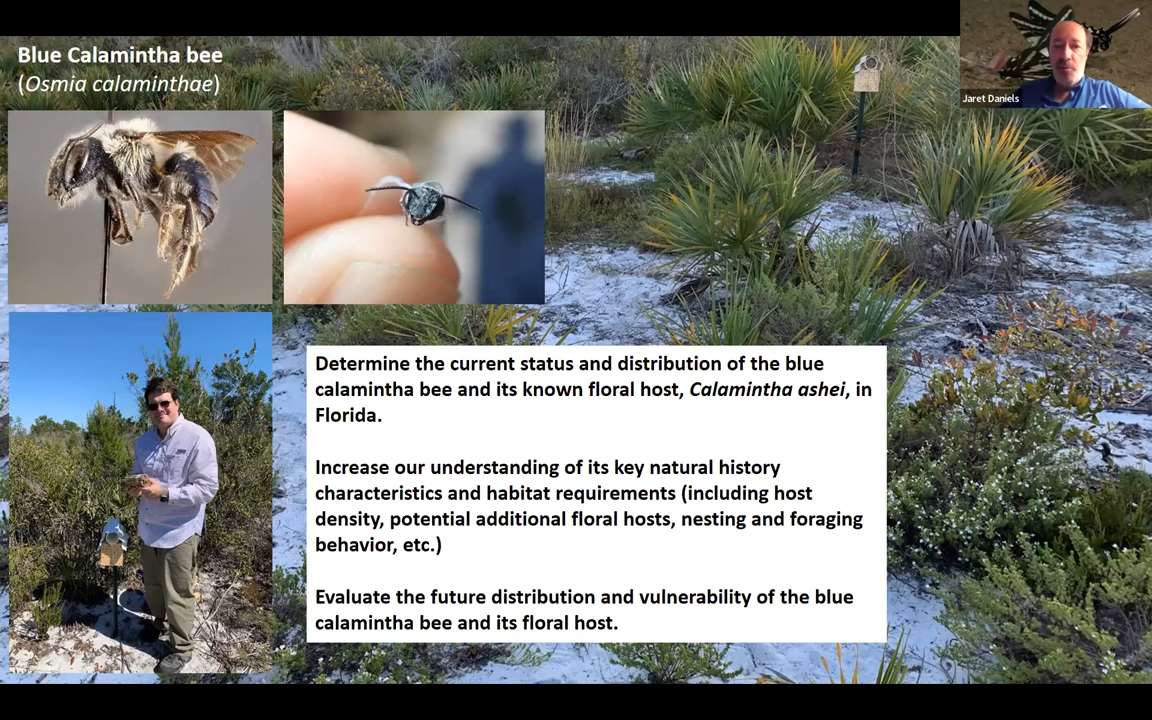 Blue Calamintha bee
(Osmia calaminthae)
Jaret Daniels
Determine the current status and distribution of the blue
calamintha bee and its known floral host, Calamintha ashei, in
Florida.
Increase our understanding of its key natural history
characteristics and habitat requirements (including host
density, potential additional floral hosts, nesting and foraging
behavior, etc.)
Evaluate the future distribution and vulnerability of the blue
calamintha bee and its floral host.